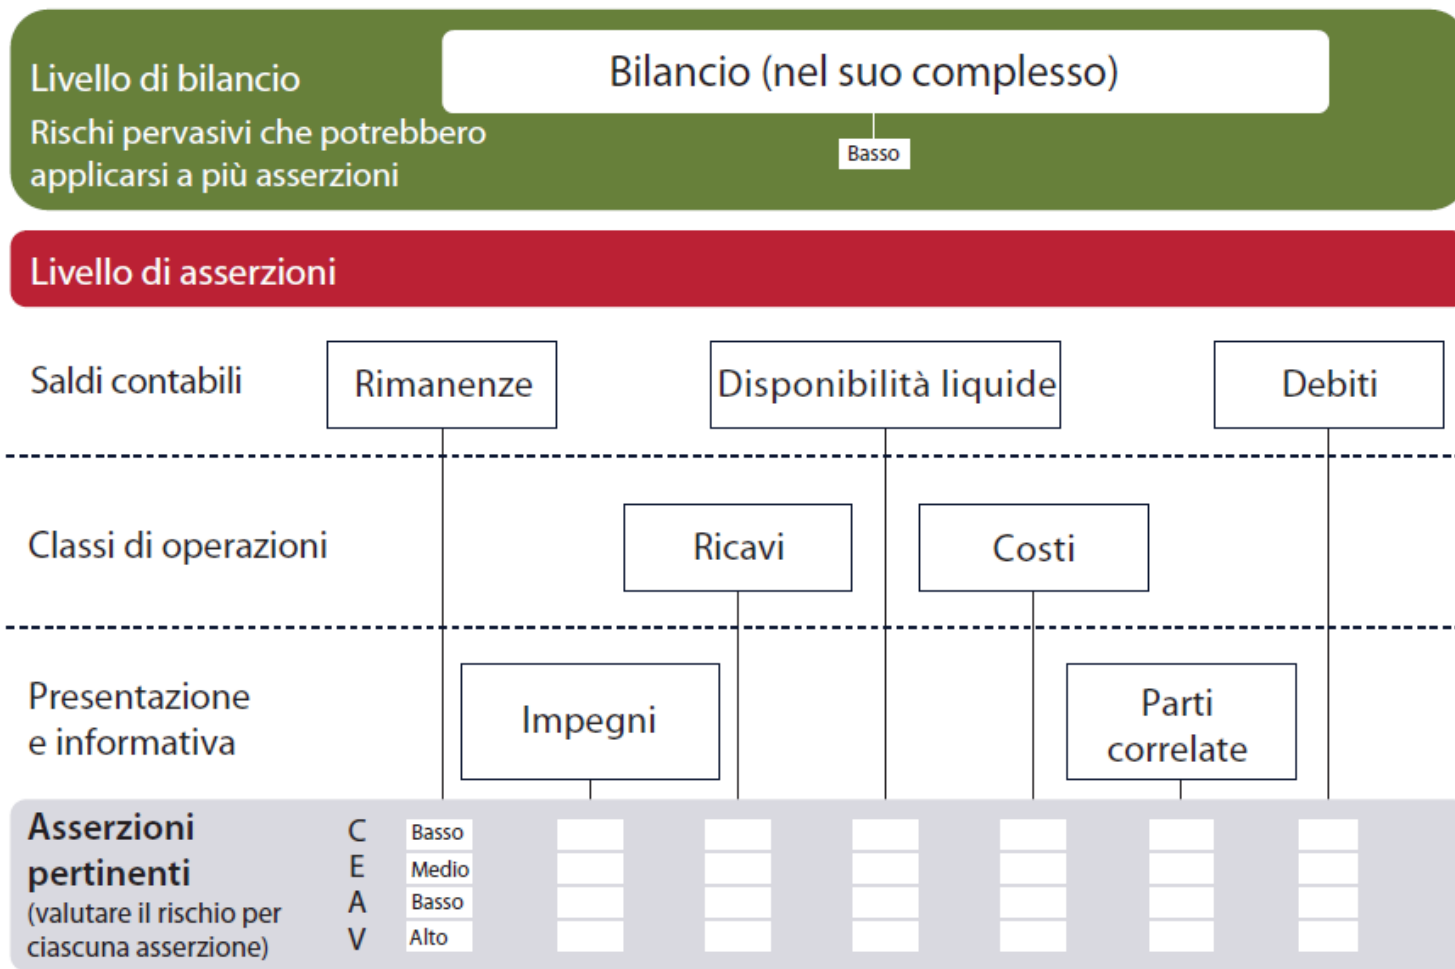 Livello di bilancio
Bilancio (nel suo complesso)
Rischi pervasivi che potrebbero
applicarsi a più asserzioni
Basso
Livello di asserzioni
Saldi contabili
Rimanenze
Disponibilità liquide
Debiti
Classi di operazioni
Ricavi
Costi
Presentazione
e informativa
Impegni
Parti
correlate
Asserzioni
pertinenti
(valutare il rischio per
ciascuna asserzione)
C Basso
E Medio
A Basso
V Alto